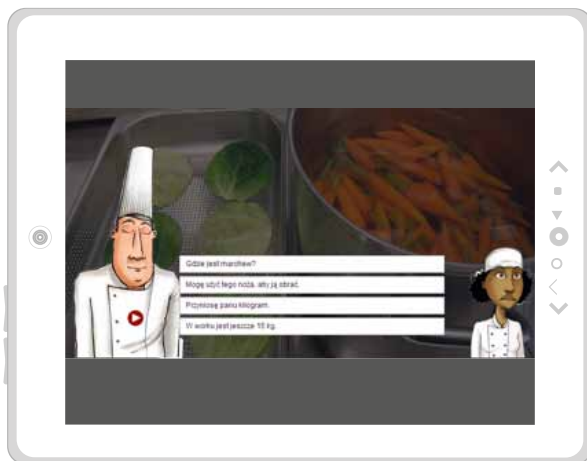 Gdzie jest marchew?
Mogę użyć tego noża, aby ją obrać.
Przyniosę panu kilogram.
W worku jest jeszcze 15 kg.